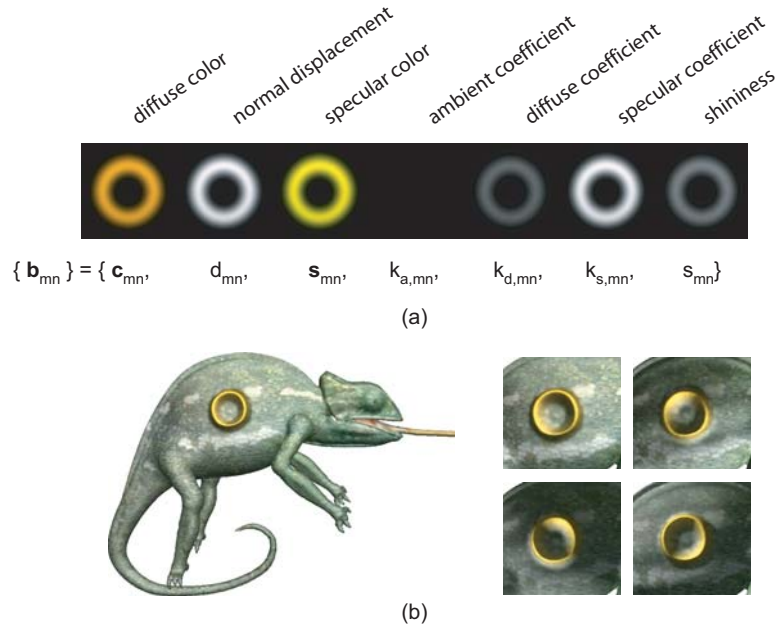 diffuse color
normal displacement
specular color
ambient coefficient
diffuse coefficient
specular coefficient
shininess
{ b_mn } = { c_mn, d_mn, s_mn, k_a,mn, k_d,mn, k_s,mn, s_mn}
(a)
(b)